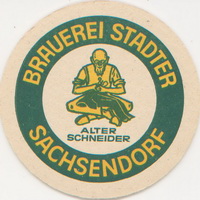 BRAUEREI STADTER
ALTER
SCHNEIDER
SACHSENDORF